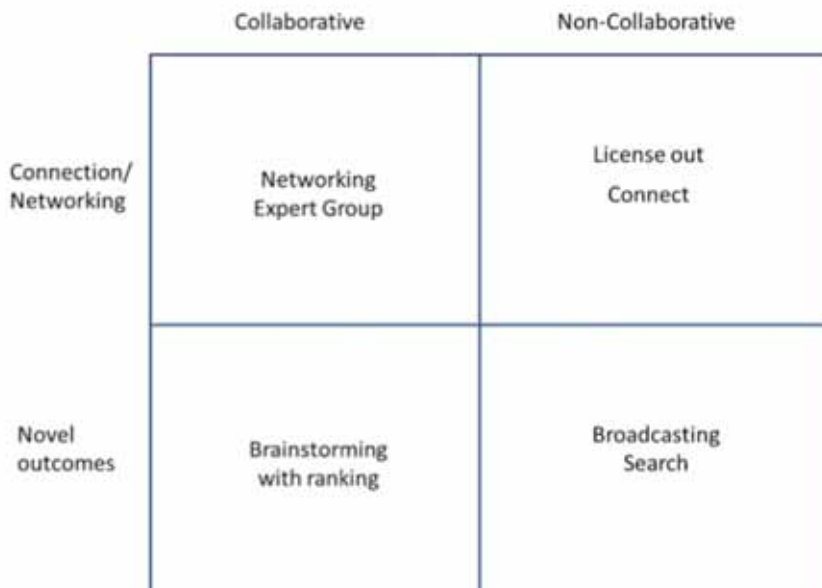 Collaborative
Non-Collaborative
Connection/
Networking
Networking
Expert Group
License out
Connect
Novel
outcomes
Brainstorming
with ranking
Broadcasting
Search